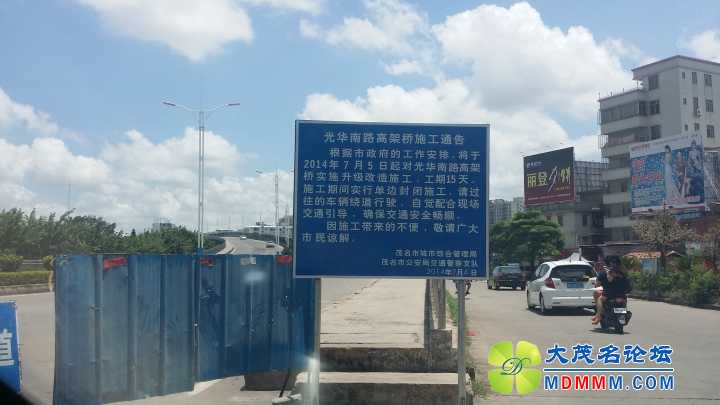 光华南路高架桥施工通告
根据市政府的工作安排，将于
2014年7月5日起对光华南路高架
桥实施升级改造施工，工期15天。
施工期间实行单边封闭施工，请过
往的车辆绕道行驶，自觉配合现场
交通引导，确保交通安全畅顺。
因施工带来的不便，敬请广大
市民谅解。
茂名市城市综合管理局
茂名市公安局交通警察支队
2014年7月4日
丽登
道
大茂名论坛
MDMMM.COM